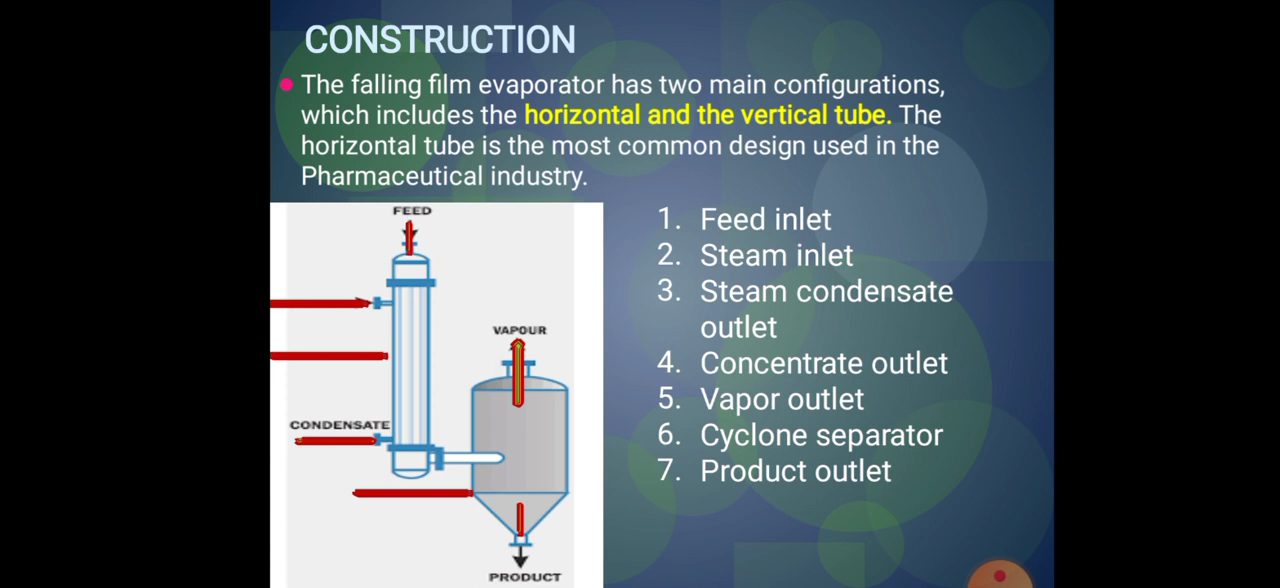 CONSTRUCTION
The falling film evaporator has two main configurations,
which includes the horizontal and the vertical tube. The
horizontal tube is the most common design used in the
Pharmaceutical industry.
FEED
VAPOUR
CONDENSATE
PRODUCT
1. Feed inlet
2. Steam inlet
3. Steam condensate
outlet
4. Concentrate outlet
5. Vapor outlet
6. Cyclone separator
7. Product outlet